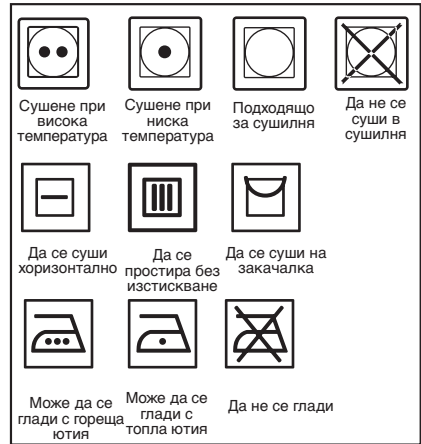 Сушене при
висока
температура
Сушене при
ниска
температура
Подходящо
за сушилня
Да не се
суши в
сушилня
Да се суши
хоризонтално
Да се
простира без
изстискване
Да се суши на
закачалка
Може да се
глади с гореща
ютия
Може да се
глади с
топла ютия
Да не се глади